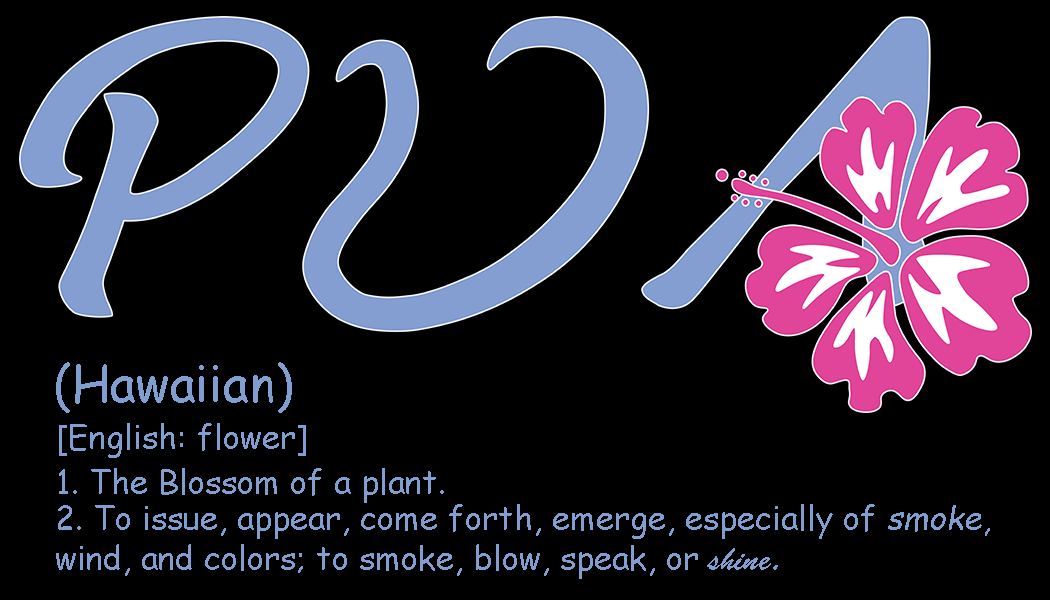 PUA
(Hawaiian)
[English: flower]
1. The Blossom of a plant.
2. To issue, appear, come forth, emerge, especially of smoke,
wind, and colors; to smoke, blow, speak, or shine.